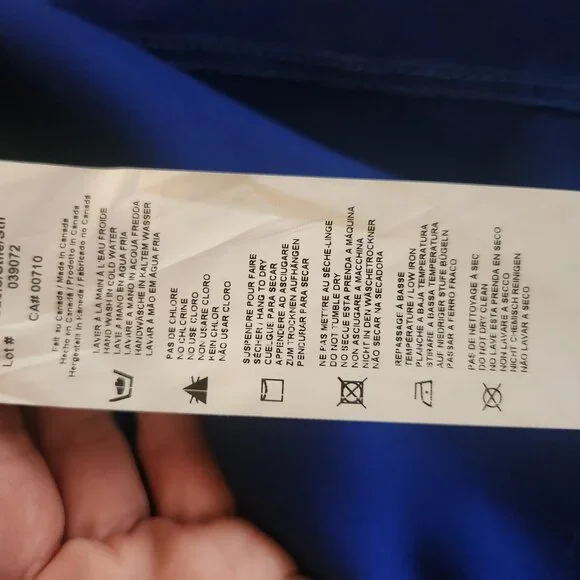 Lot # 039072
CA# 00710
Fait au Canada / Made in Canada
Hecho en Canada / Prodotto in Canada
Hergestellt in Kanada / Fabricado no Canadá
LAVER À LA MAIN À L'EAU FROIDE
HAND WASH IN COLD WATER
LAVE A MANO EN AGUA FRIA
LAVARE A MANO IN ACQUA FREDDA
HANDWÄSCHE IN KALTEM WASSER
LAVAR À MÃO EM ÁGUA FRIA
PAS DE CHLORE
NO CHLORINE
NO USE CLORO
NON USARE CLORO
KEIN CHLOR
NÃO USAR CLORO
SUSPENDRE POUR FAIRE
SÉCHER / HANG TO DRY
CUELGUE PARA SECAR
APPENDERE AD ASCIUGARE
ZUM TROCKNEN AUFHÄNGEN
PENDURAR PARA SECAR
NE PAS METTRE AU SÈCHE-LINGE
DO NOT TUMBLE DRY
NO SECUE ESTA PRENDA A MÁQUINA
NON ASCIUGARE A MACCHINA
NICHT IN DEN WÄSCHETROCKNER
NÃO SECAR NA SECADORA
REPASSAGE À BASSE
TEMPERATURE / LOW IRON
PLANCHE A BAJA TEMPERATURA
STIRARE A BASSA TEMPERATURA
AUF NIEDRIGER STUFE BÜGELN
PASSAR A FERRO FRACO
PAS DE NETTOYAGE À SEC
DO NOT DRY CLEAN
NO LAVE ESTA PRENDA EN SECO
NON LAVARE A SECCO
NICHT CHEMISCH REINIGEN
NÃO LAVAR A SECO